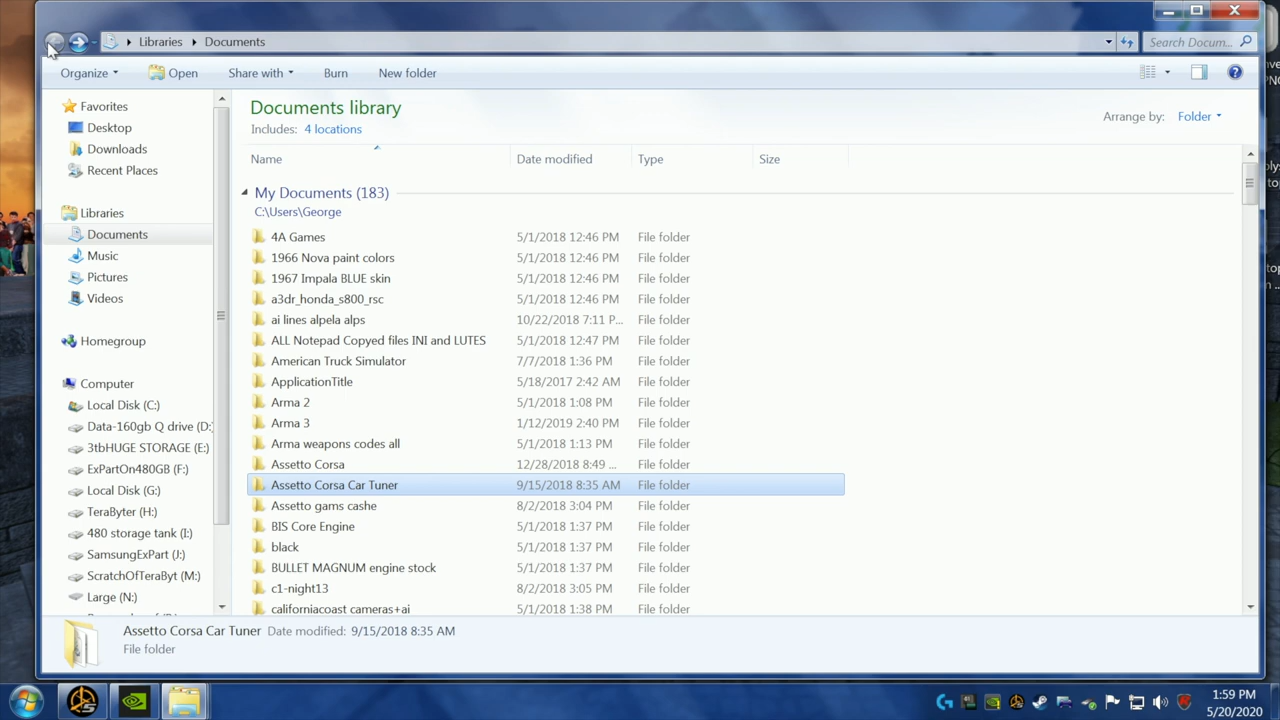 Libraries Documents
Search Docum...
Organize Open Share with Burn New folder
Favorites
Desktop
Downloads
Recent Places
Libraries
Documents
Music
Pictures
Videos
Homegroup
Computer
Local Disk (C:)
Data-160gb Q drive (D:
3tbHUGE STORAGE (E:)
ExPartOn480GB (F:)
Local Disk (G:)
TeraByter (H:)
480 storage tank (I:)
SamsungExPart (J:)
ScratchOfTeraByt (M:)
Large (N:)
Documents library
Includes: 4 locations
Arrange by: Folder
Name Date modified Type Size
My Documents (183)
C:\Users\George
4A Games 5/1/2018 12:46 PM File folder
1966 Nova paint colors 5/1/2018 12:46 PM File folder
1967 Impala BLUE skin 5/1/2018 12:46 PM File folder
a3dr_honda_s800_rsc 5/1/2018 12:46 PM File folder
ai lines alpela alps 10/22/2018 7:11 P... File folder
ALL Notepad Copyed files INI and LUTES 5/1/2018 12:47 PM File folder
American Truck Simulator 7/7/2018 1:36 PM File folder
ApplicationTitle 5/18/2017 2:42 AM File folder
Arma 2 5/1/2018 1:08 PM File folder
Arma 3 1/12/2019 2:40 PM File folder
Arma weapons codes all 5/1/2018 1:13 PM File folder
Assetto Corsa 12/28/2018 8:49 ... File folder
Assetto Corsa Car Tuner 9/15/2018 8:35 AM File folder
Assetto gams cashe 8/2/2018 3:04 PM File folder
BIS Core Engine 5/1/2018 1:37 PM File folder
black 5/1/2018 1:37 PM File folder
BULLET MAGNUM engine stock 5/1/2018 1:37 PM File folder
c1-night13 8/2/2018 3:05 PM File folder
californiacoast cameras+ai 5/1/2018 1:38 PM File folder
Assetto Corsa Car Tuner Date modified: 9/15/2018 8:35 AM
File folder
1:59 PM
5/20/2020